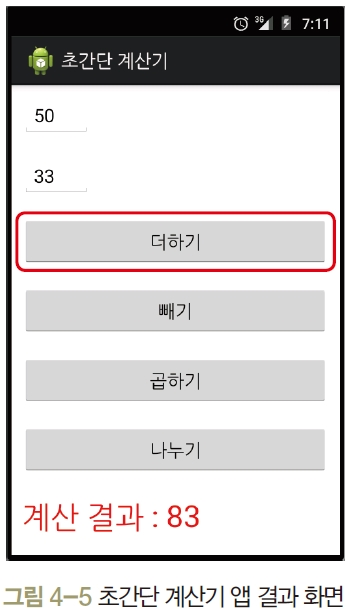 3G 7:11
초간단 계산기
50
33
더하기
빼기
곱하기
나누기
계산 결과 : 83
그림 4-5 초간단 계산기 앱 결과 화면